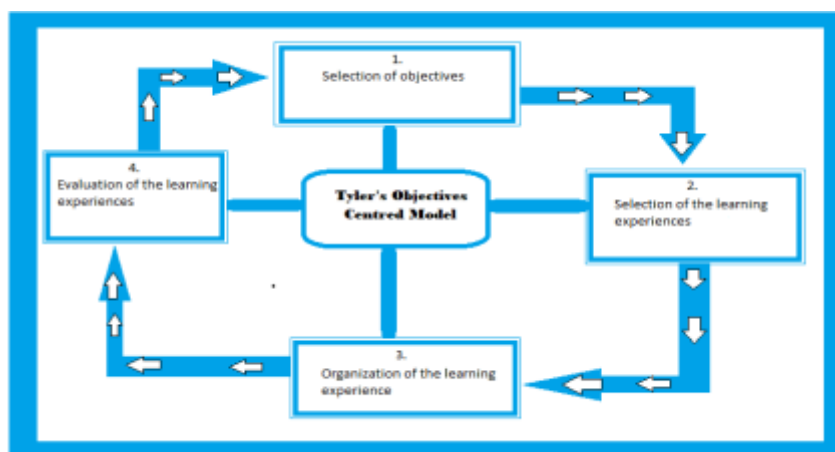 1.
Selection of objectives
4.
Evaluation of the learning
experiences
Tyler's Objectives
Centred Model
2.
Selection of the learning
experiences
3.
Organization of the learning
experience